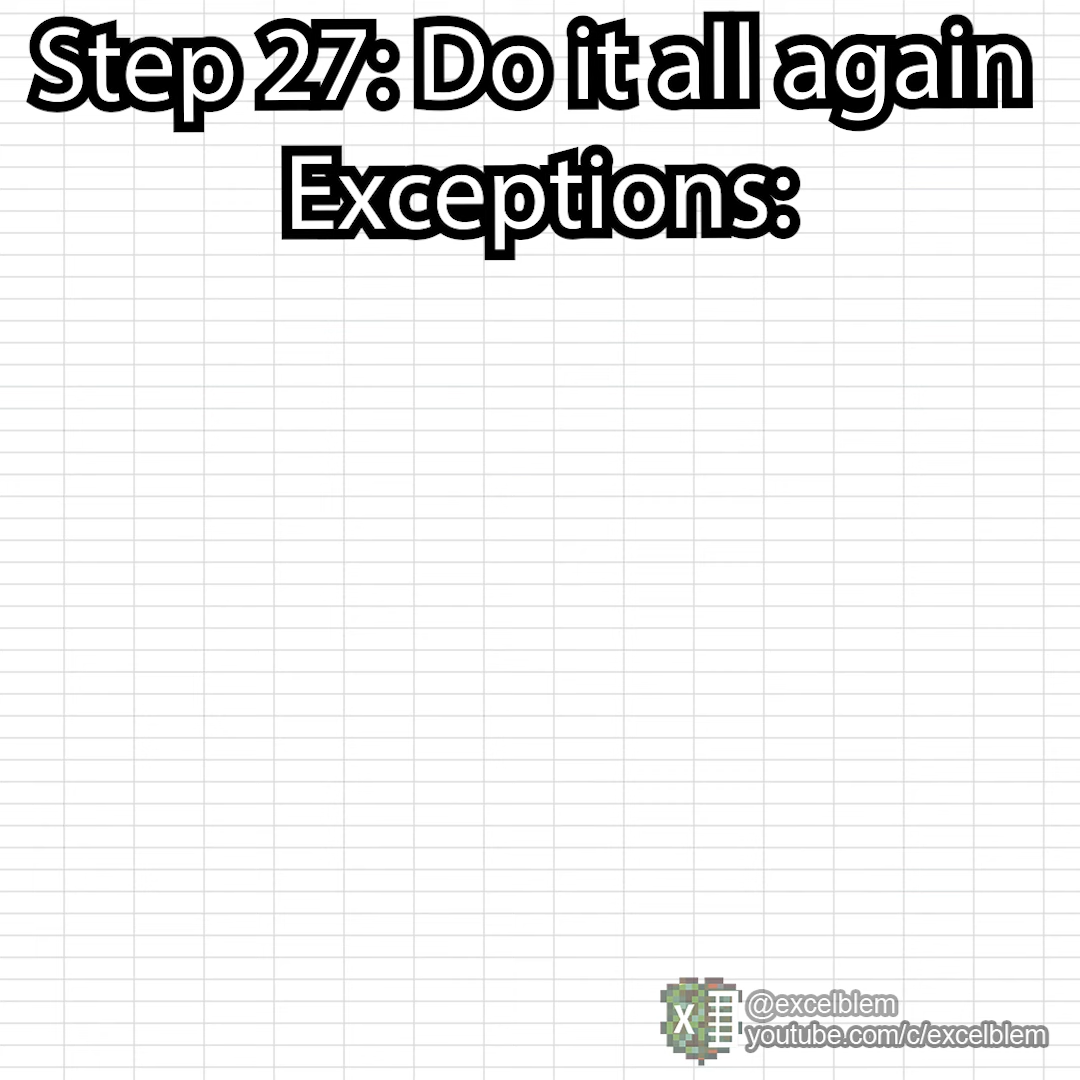 Step 27: Do it all again
Exceptions:
X
@excelblem
youtube.com/c/excelblem